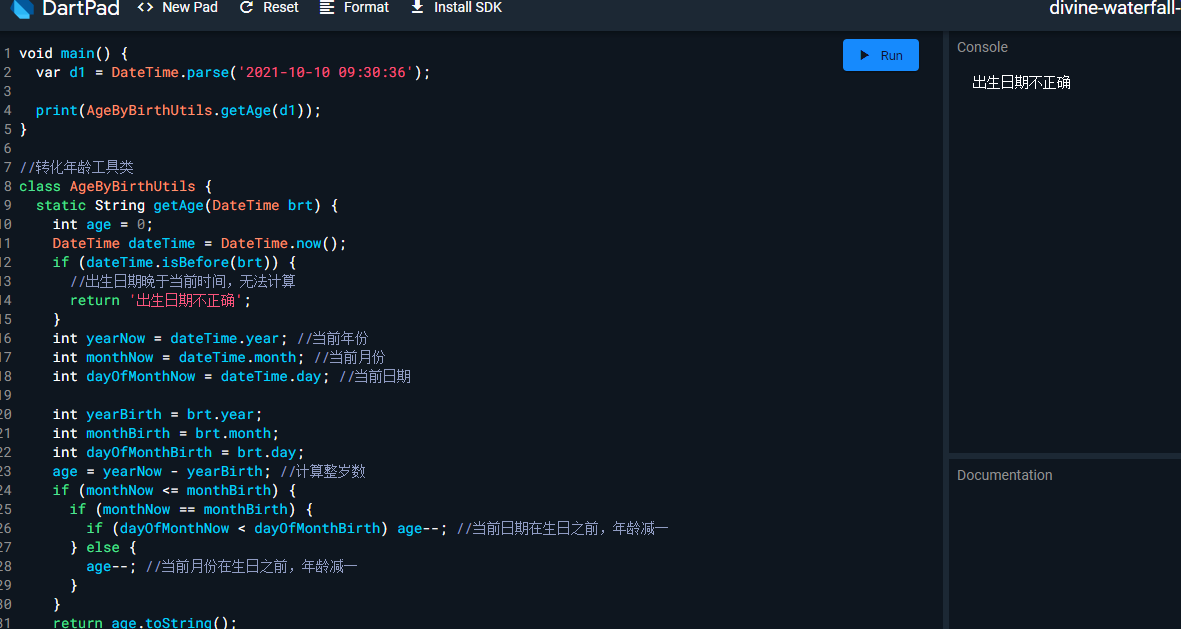 DartPad <> New Pad Reset Format Install SDK divine-waterfall-
Run
Console
出生日期不正确
Documentation
1 void main() {
2 var d1 = DateTime.parse('2021-10-10 09:30:36');
3
4 print(AgeByBirthUtils.getAge(d1));
5 }
6
7 //转化年龄工具类
8 class AgeByBirthUtils {
9 static String getAge(DateTime brt) {
10 int age = 0;
11 DateTime dateTime = DateTime.now();
12 if (dateTime.isBefore(brt)) {
13 //出生日期晚于当前时间，无法计算
14 return '出生日期不正确';
15 }
16 int yearNow = dateTime.year; //当前年份
17 int monthNow = dateTime.month; //当前月份
18 int dayOfMonthNow = dateTime.day; //当前日期
19
20 int yearBirth = brt.year;
21 int monthBirth = brt.month;
22 int dayOfMonthBirth = brt.day;
23 age = yearNow - yearBirth; //计算整岁数
24 if (monthNow <= monthBirth) {
25 if (monthNow == monthBirth) {
26 if (dayOfMonthNow < dayOfMonthBirth) age--; //当前日期在生日之前，年龄减一
27 } else {
28 age--; //当前月份在生日之前，年龄减一
29 }
30 }
31 return age.toString();